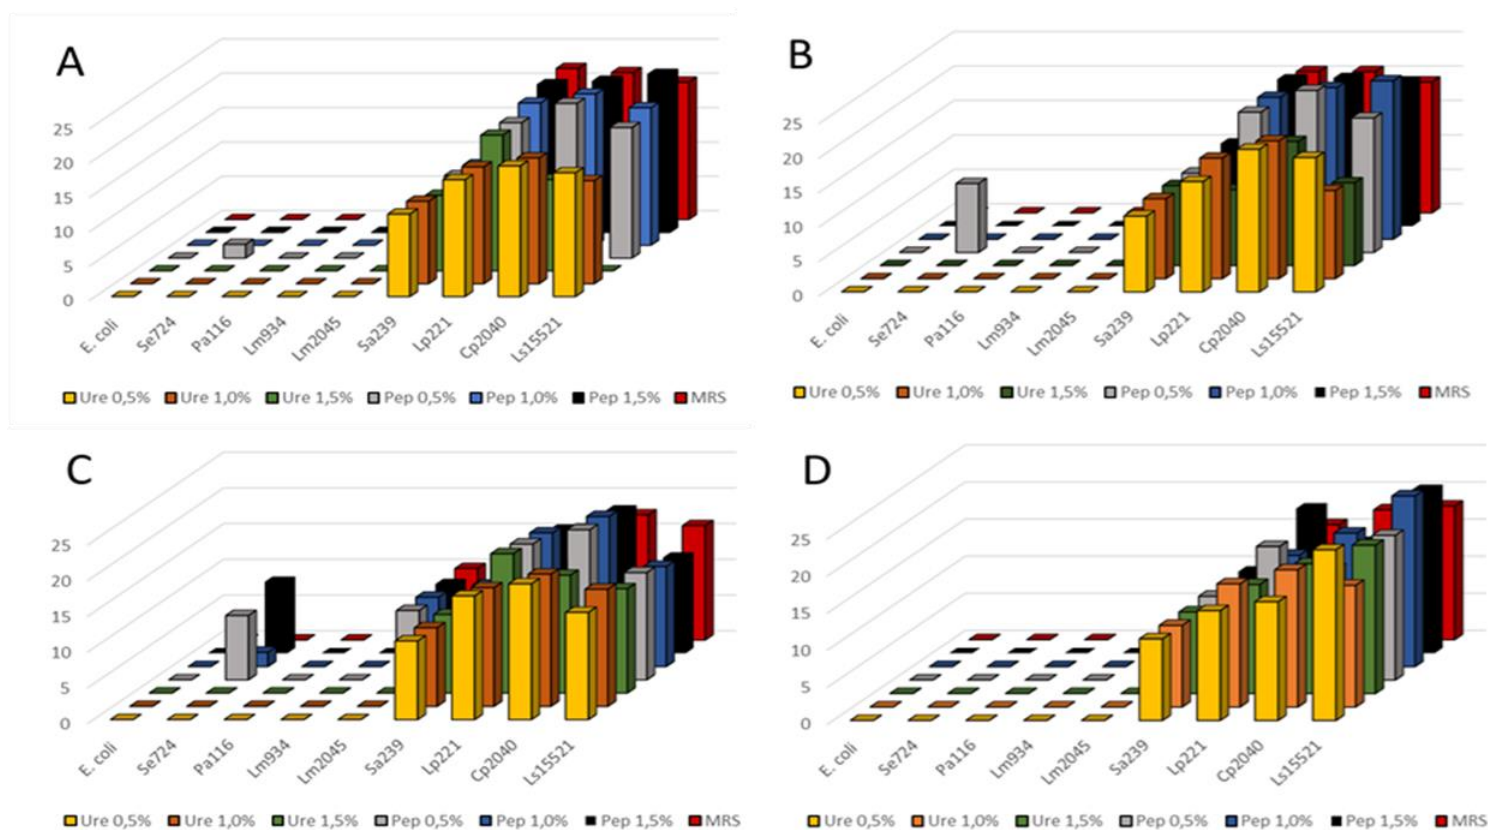 A
25
20
15
10
5
0
E. coli
Se724
Pa116
Lm934
Lm2045
Sa239
Lp221
Cp2040
Ls15521
Ure 0,5% Ure 1,0% Ure 1,5% Pep 0,5% Pep 1,0% Pep 1,5% MRS
B
25
20
15
10
5
0
E. coli
Se724
Pa116
Lm934
Lm2045
Sa239
Lp221
Cp2040
Ls15521
Ure 0,5% Ure 1,0% Ure 1,5% Pep 0,5% Pep 1,0% Pep 1,5% MRS
C
25
20
15
10
5
0
E. coli
Se724
Pa116
Lm934
Lm2045
Sa239
Lp221
Cp2040
Ls15521
Ure 0,5% Ure 1,0% Ure 1,5% Pep 0,5% Pep 1,0% Pep 1,5% MRS
D
25
20
15
10
5
0
E. coli
Se724
Pa116
Lm934
Lm2045
Sa239
Lp221
Cp2040
Ls15521
Ure 0,5% Ure 1,0% Ure 1,5% Pep 0,5% Pep 1,0% Pep 1,5% MRS